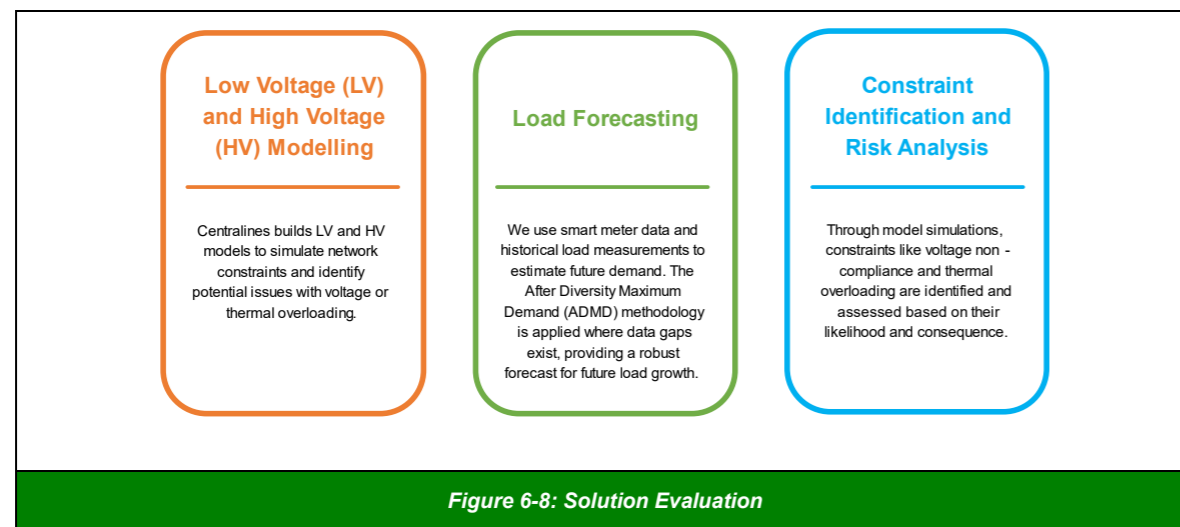 Low Voltage (LV)
and High Voltage
(HV) Modelling
Centralines builds LV and HV
models to simulate network
constraints and identify
potential issues with voltage or
thermal overloading.
Load Forecasting
We use smart meter data and
historical load measurements to
estimate future demand. The
After Diversity Maximum
Demand (ADMD) methodology
is applied where data gaps
exist, providing a robust
forecast for future load growth.
Constraint
Identification and
Risk Analysis
Through model simulations,
constraints like voltage non -
compliance and thermal
overloading are identified and
assessed based on their
likelihood and consequence.
Figure 6-8: Solution Evaluation